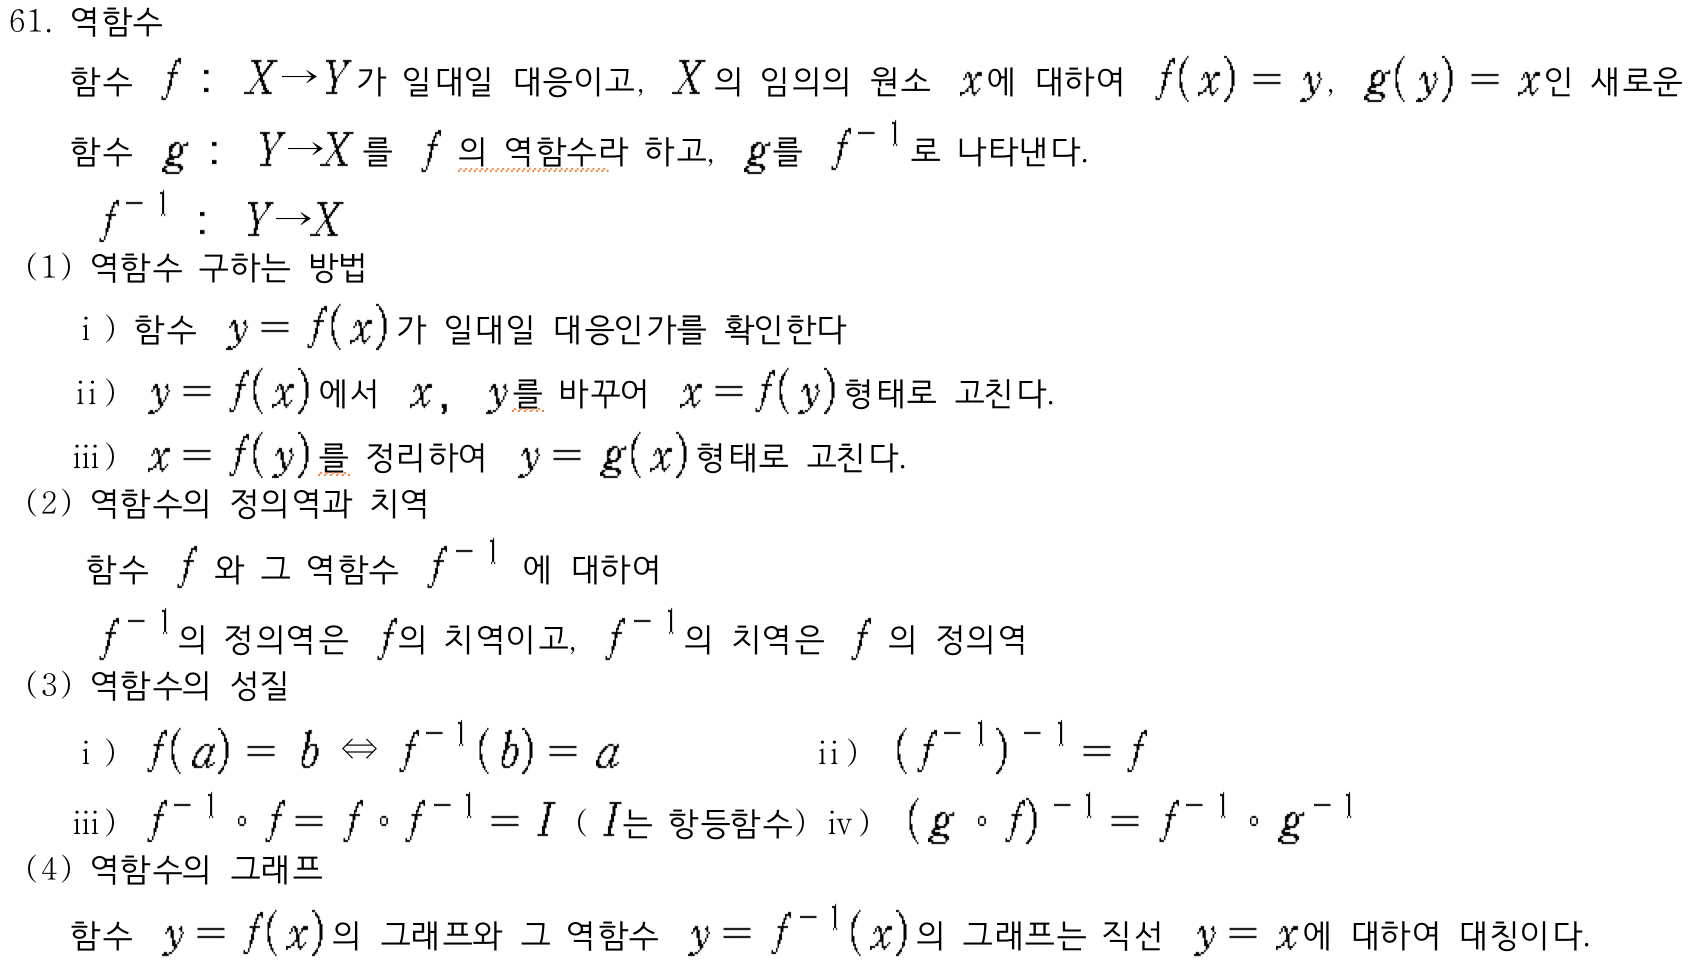 61. 역함수
함수 f : X→Y가 일대일 대응이고, X의 임의의 원소 x에 대하여 f(x) = y, g(y) = x인 새로운
함수 g : Y→X를 f 의 역함수라 하고, g를 f⁻¹로 나타낸다.
f⁻¹ : Y→X
(1) 역함수 구하는 방법
ⅰ) 함수 y = f(x)가 일대일 대응인가를 확인한다
ⅱ) y = f(x)에서 x, y를 바꾸어 x = f(y)형태로 고친다.
ⅲ) x = f(y)를 정리하여 y = g(x)형태로 고친다.
(2) 역함수의 정의역과 치역
함수 f 와 그 역함수 f⁻¹ 에 대하여
f⁻¹의 정의역은 f의 치역이고, f⁻¹의 치역은 f 의 정의역
(3) 역함수의 성질
ⅰ) f(a) = b ⇔ f⁻¹(b) = a ⅱ) (f⁻¹)⁻¹ = f
ⅲ) f⁻¹∘f = f∘f⁻¹ = I ( I는 항등함수) ⅳ) (g∘f)⁻¹ = f⁻¹∘g⁻¹
(4) 역함수의 그래프
함수 y = f(x)의 그래프와 그 역함수 y = f⁻¹(x)의 그래프는 직선 y = x에 대하여 대칭이다.